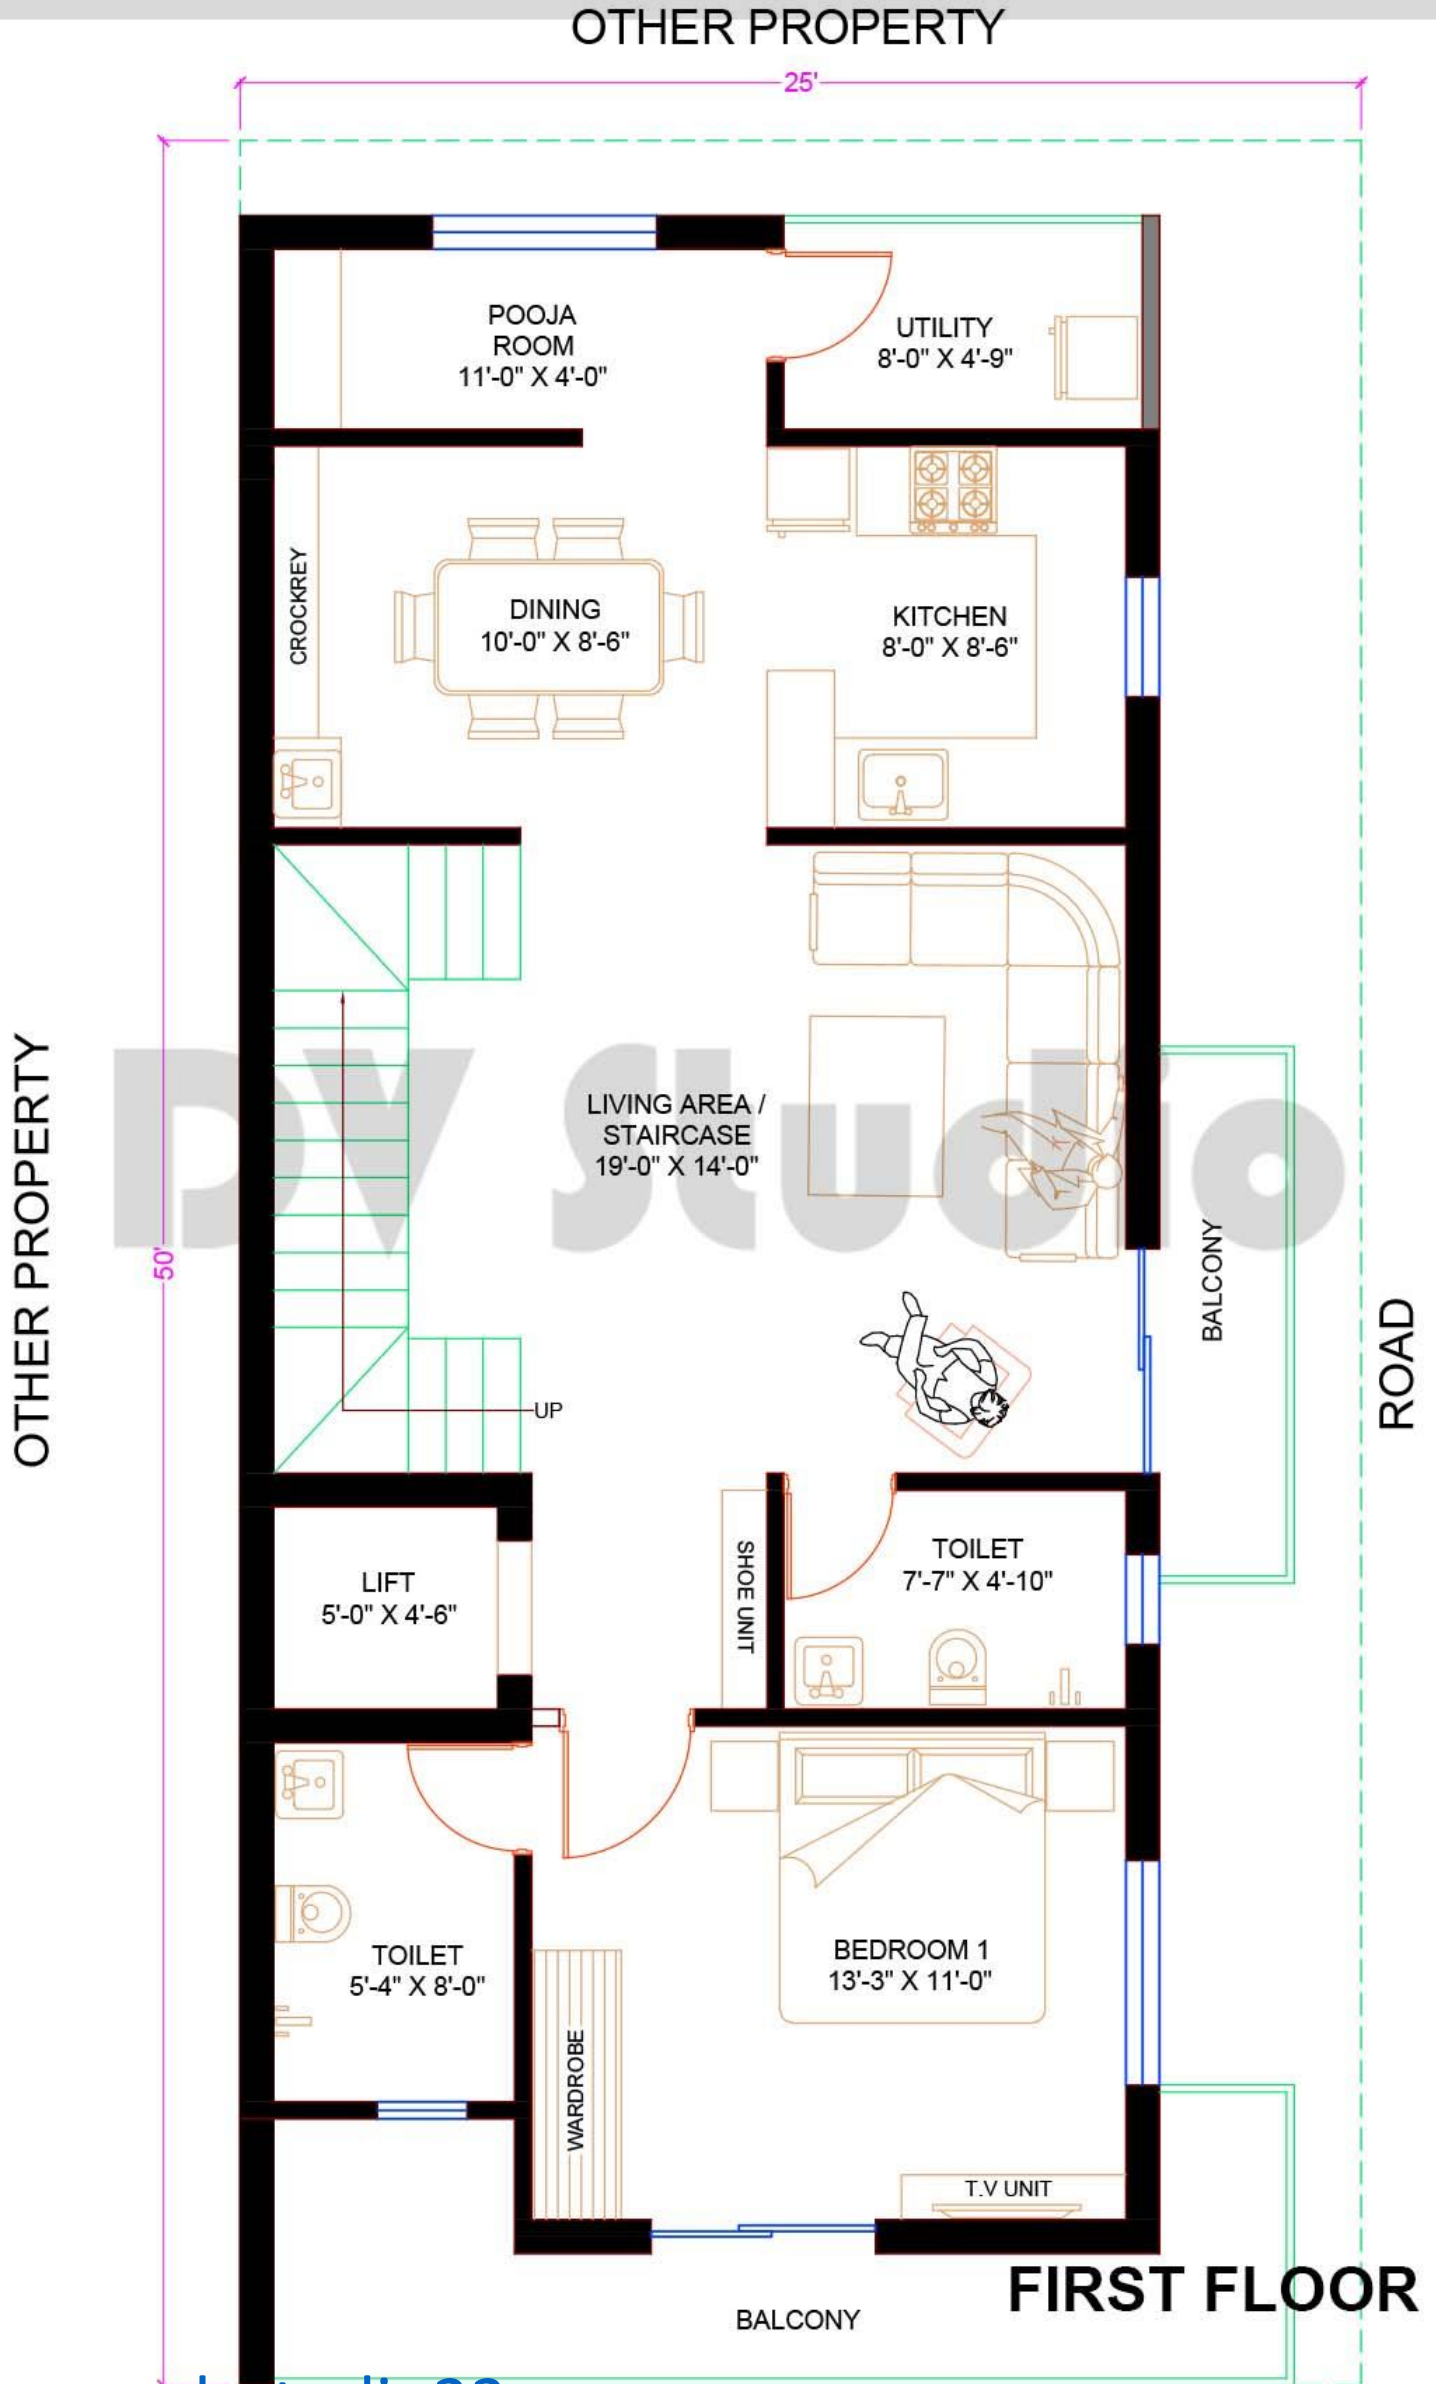 OTHER PROPERTY
25'
POOJA
ROOM
11'-0" X 4'-0"
UTILITY
8'-0" X 4'-9"
CROCKREY
DINING
10'-0" X 8'-6"
KITCHEN
8'-0" X 8'-6"
OTHER PROPERTY
50'
DV Studio
LIVING AREA /
STAIRCASE
19'-0" X 14'-0"
BALCONY
ROAD
UP
LIFT
5'-0" X 4'-6"
SHOE UNIT
TOILET
7'-7" X 4'-10"
TOILET
5'-4" X 8'-0"
BEDROOM 1
13'-3" X 11'-0"
WARDROBE
T.V UNIT
FIRST FLOOR
BALCONY